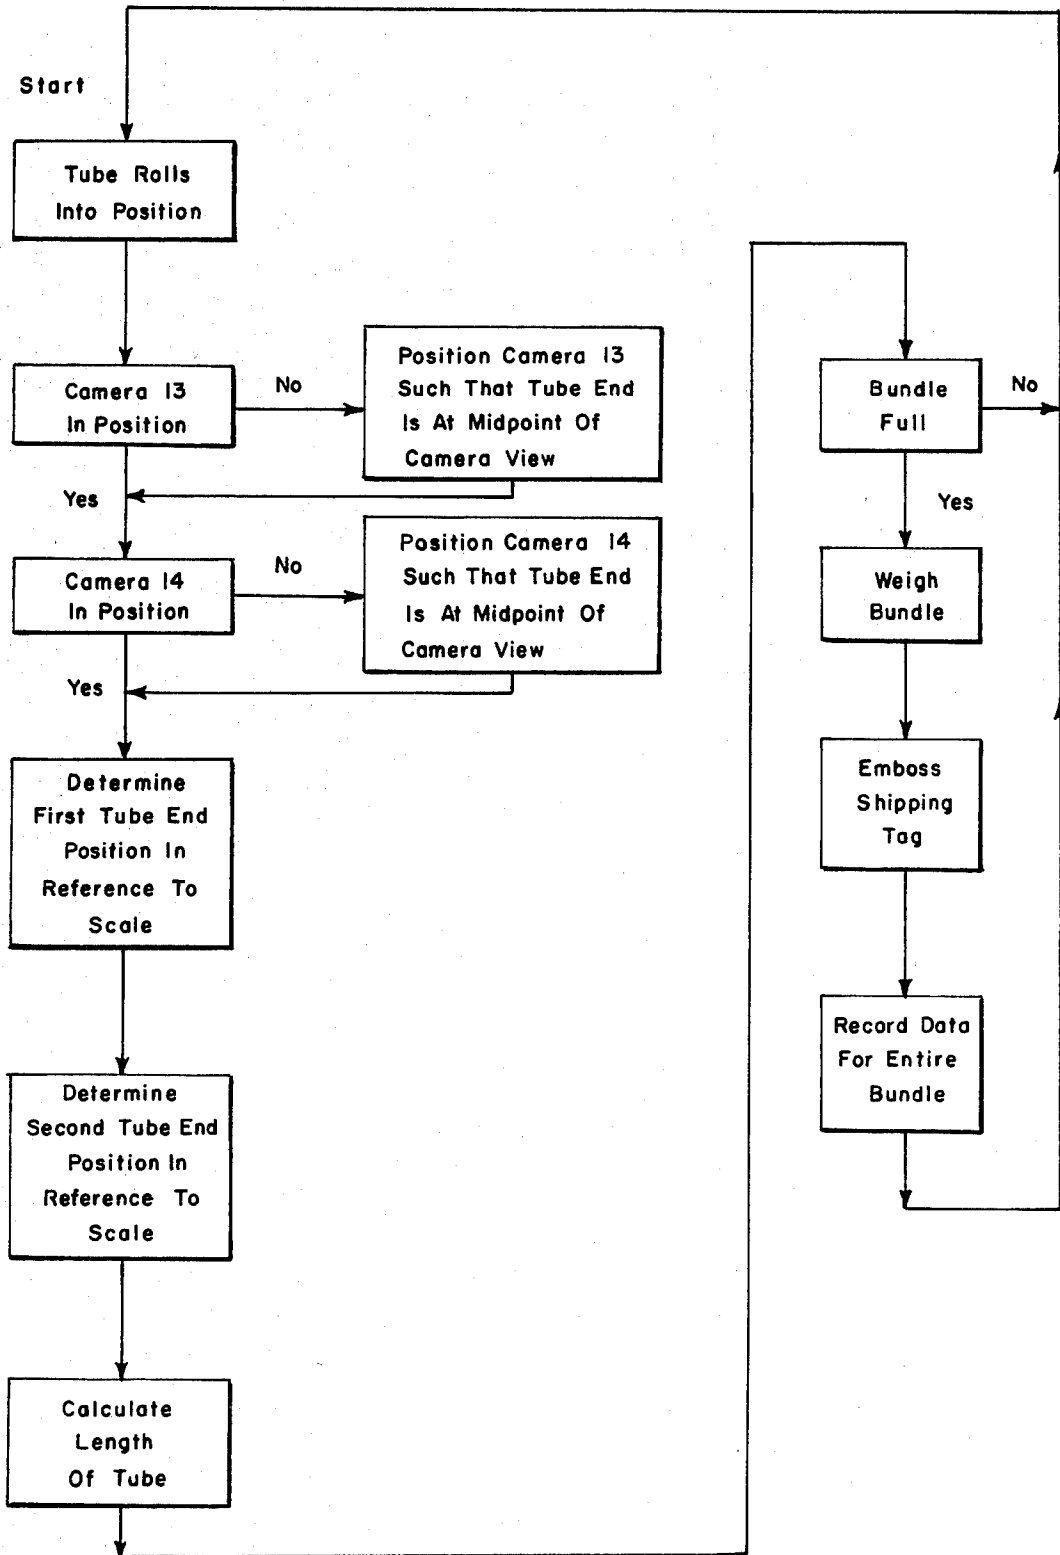 Start
Tube Rolls
Into Position
Camera 13
In Position
No
Position Camera 13
Such That Tube End
Is At Midpoint Of
Camera View
Yes
Camera 14
In Position
No
Position Camera 14
Such That Tube End
Is At Midpoint Of
Camera View
Yes
Determine
First Tube End
Position In
Reference To
Scale
Determine
Second Tube End
Position In
Reference To
Scale
Calculate
Length
Of Tube
Bundle
Full
No
Yes
Weigh
Bundle
Emboss
Shipping
Tag
Record Data
For Entire
Bundle